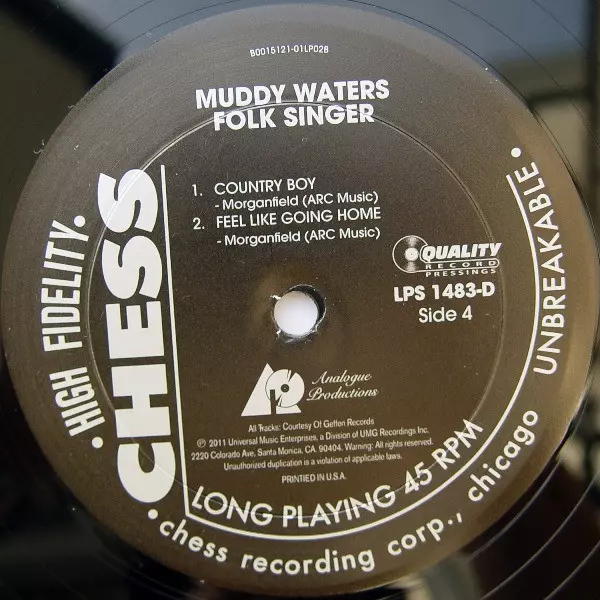 B0015121-01LP02B
MUDDY WATERS
FOLK SINGER
1. COUNTRY BOY
- Morganfield (ARC Music)
2. FEEL LIKE GOING HOME
- Morganfield (ARC Music)
QUALITY
RECORD
PRESSINGS
LPS 1483-D
Side 4
Analogue
Productions
All Tracks: Courtesy Of Geffen Records
℗ © 2011 Universal Music Enterprises, a Division of UMG Recordings Inc.
2220 Colorado Ave, Santa Monica, CA. 90404. Warning: All rights reserved.
Unauthorized duplication is a violation of applicable laws.
PRINTED IN U.S.A.
• HIGH FIDELITY.
CHESS
LONG PLAYING 45 RPM
• chess recording corp., chicago
UNBREAKABLE •